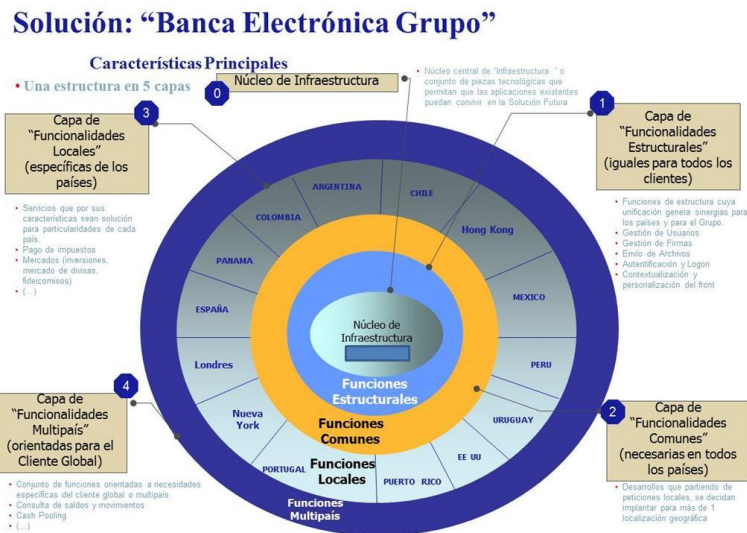 Solución: “Banca Electrónica Grupo”
Características Principales
• Una estructura en 5 capas
0
Núcleo de Infraestructura
• Núcleo central de “Infraestructura ” o
conjunto de piezas tecnológicas que
permitan que las aplicaciones existentes
puedan convivir en la Solución Futura
3
Capa de
“Funcionalidades
Locales”
(específicas de los
países)
• Servicios que por sus
características sean solución
para particularidades de cada
país.
• Pago de impuestos
• Mercados (inversiones,
mercado de divisas,
fideicomisos)
• (...)
1
Capa de
“Funcionalidades
Estructurales”
(iguales para todos los
clientes)
• Funciones de estructura cuya
unificación genera sinergias para
los países y para el Grupo.
• Gestión de Usuarios
• Gestión de Firmas
• Envío de Archivos
• Autentificación y Logon
• Contextualización y
personalización del front
ARGENTINA
CHILE
COLOMBIA
Hong Kong
PANAMA
MEXICO
ESPAÑA
Londres
PERU
Nueva
York
URUGUAY
PORTUGAL
EE UU
PUERTO RICO
Núcleo de
Infraestructura
Funciones
Estructurales
Funciones
Comunes
Funciones
Locales
Funciones
Multipaís
4
Capa de
“Funcionalidades
Multipaís”
(orientadas para el
Cliente Global)
• Conjunto de funciones orientadas a necesidades
específicas del cliente global o multipaís
• Consulta de saldos y movimientos
• Cash Pooling
• (...)
2
Capa de
“Funcionalidades
Comunes”
(necesarias en todos
los países)
• Desarrollos que partiendo de
peticiones locales, se decidan
implantar para más de 1
localización geográfica